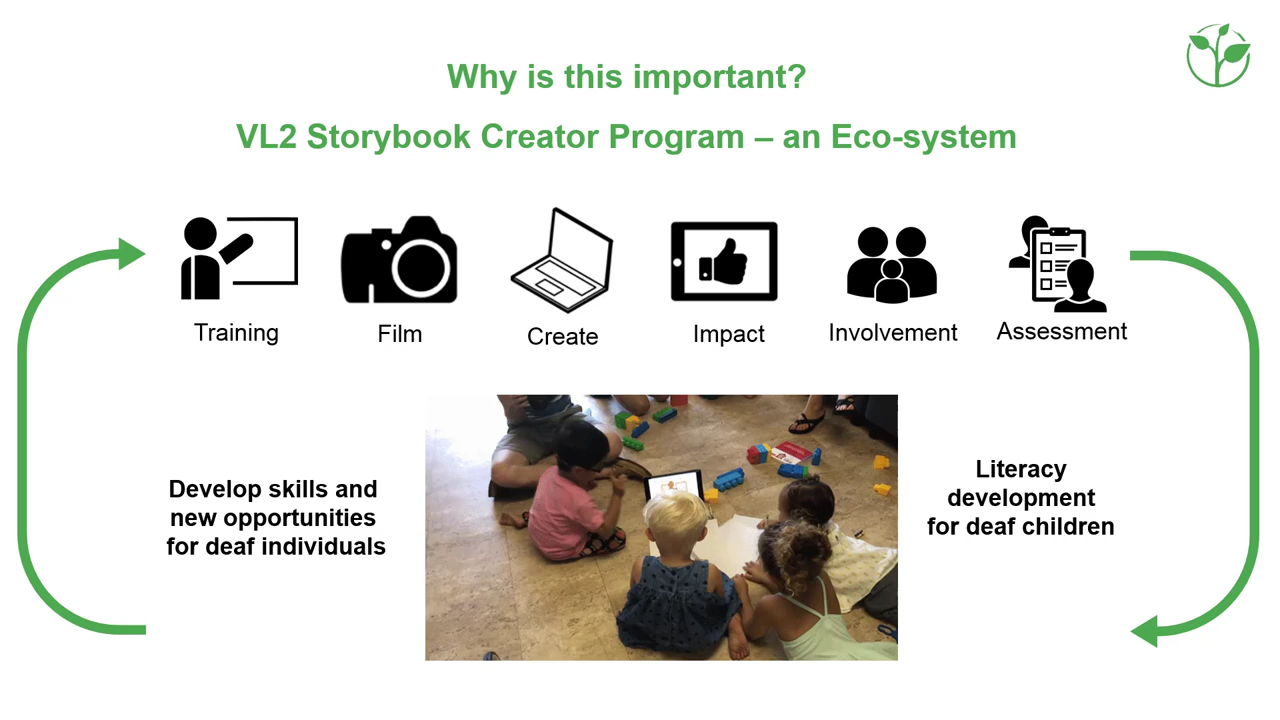 Why is this important?
VL2 Storybook Creator Program – an Eco-system
Training
Film
Create
Impact
Involvement
Assessment
Develop skills and
new opportunities
for deaf individuals
Literacy
development
for deaf children